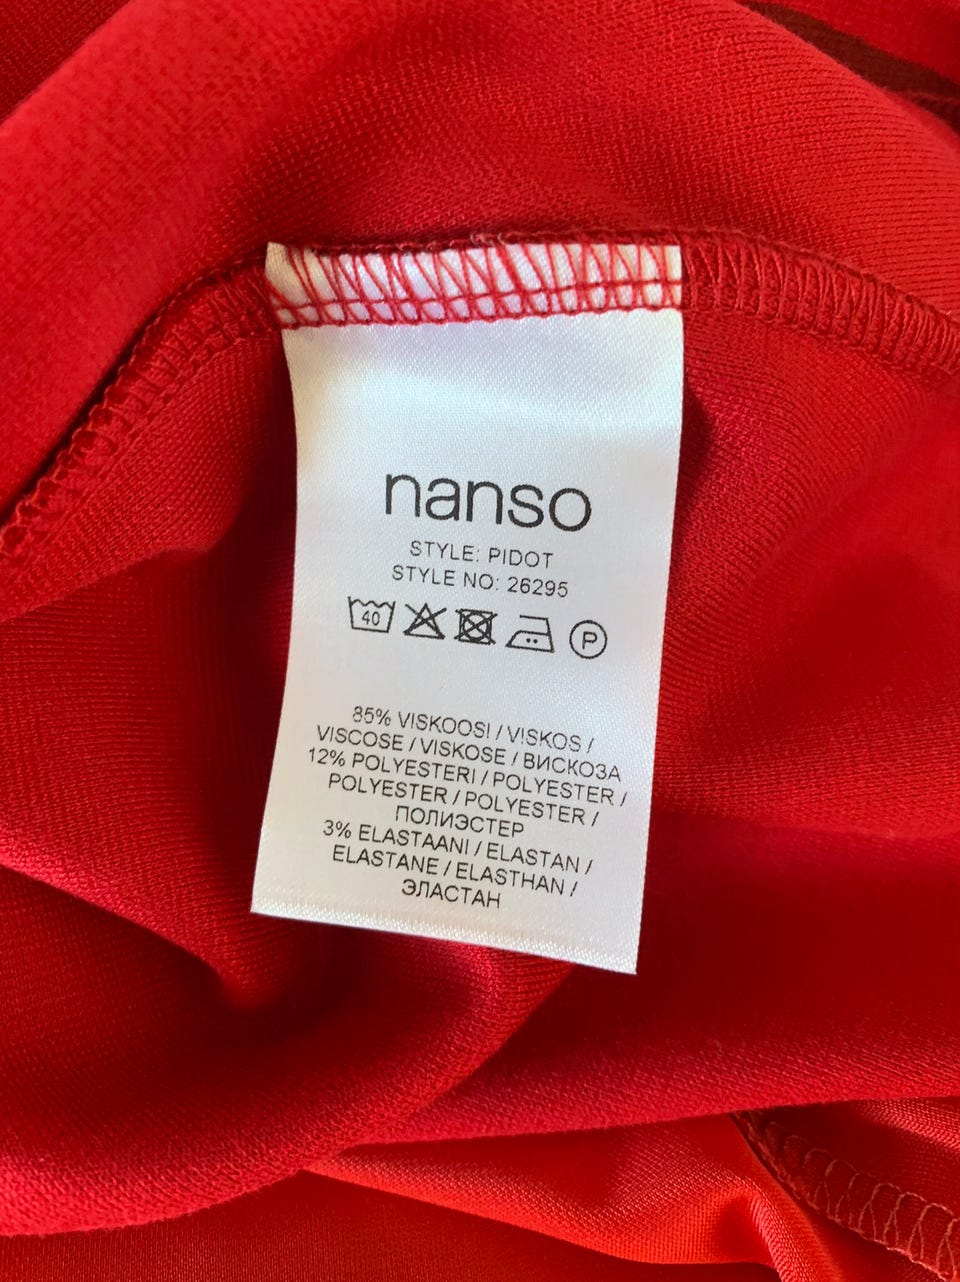 nanso
STYLE: PIDOT
STYLE NO: 26295
40 P
85% VISKOOSI / VISKOS /
VISCOSE / VISKOSE / ВИСКОЗА
12% POLYESTERI / POLYESTER /
POLYESTER / POLYESTER /
ПОЛИЭСТЕР
3% ELASTAANI / ELASTAN /
ELASTANE / ELASTHAN /
ЭЛАСТАН